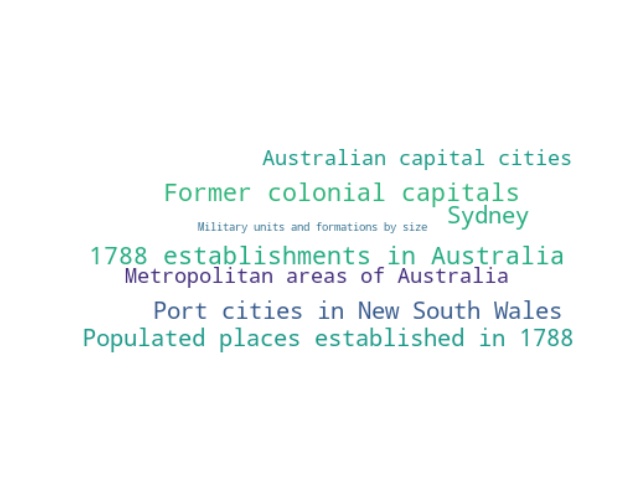 Australian capital cities
Former colonial capitals
Sydney
Military units and formations by size
1788 establishments in Australia
Metropolitan areas of Australia
Port cities in New South Wales
Populated places established in 1788